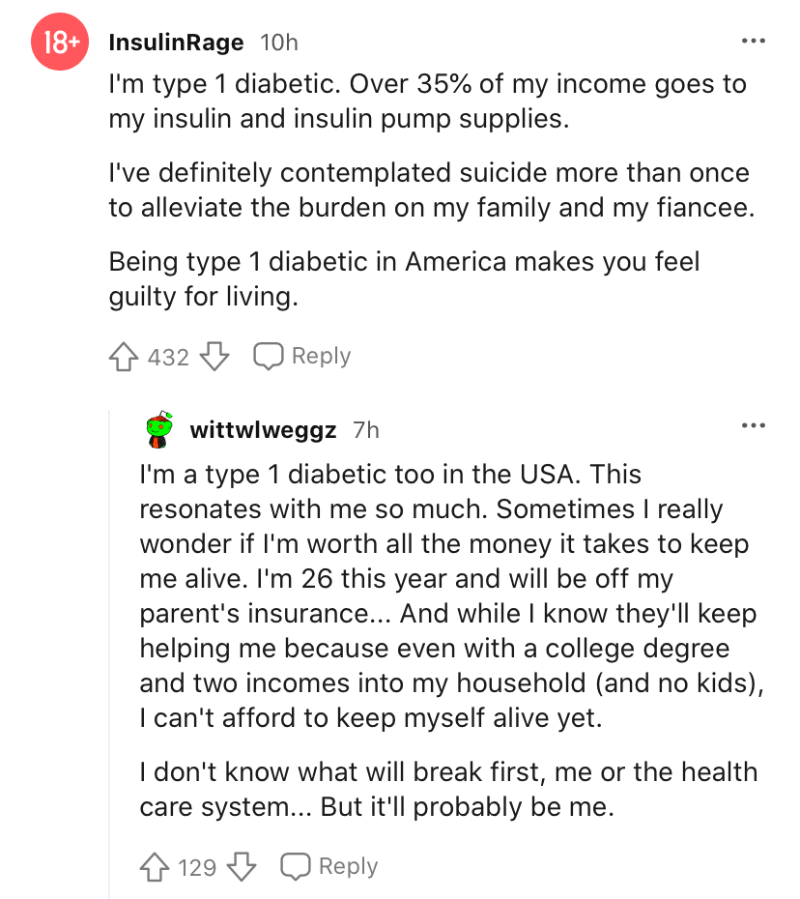 18+ InsulinRage 10h ...
I'm type 1 diabetic. Over 35% of my income goes to
my insulin and insulin pump supplies.
I've definitely contemplated suicide more than once
to alleviate the burden on my family and my fiancee.
Being type 1 diabetic in America makes you feel
guilty for living.
432 Reply
wittwlweggz 7h ...
I'm a type 1 diabetic too in the USA. This
resonates with me so much. Sometimes I really
wonder if I'm worth all the money it takes to keep
me alive. I'm 26 this year and will be off my
parent's insurance... And while I know they'll keep
helping me because even with a college degree
and two incomes into my household (and no kids),
I can't afford to keep myself alive yet.
I don't know what will break first, me or the health
care system... But it'll probably be me.
129 Reply